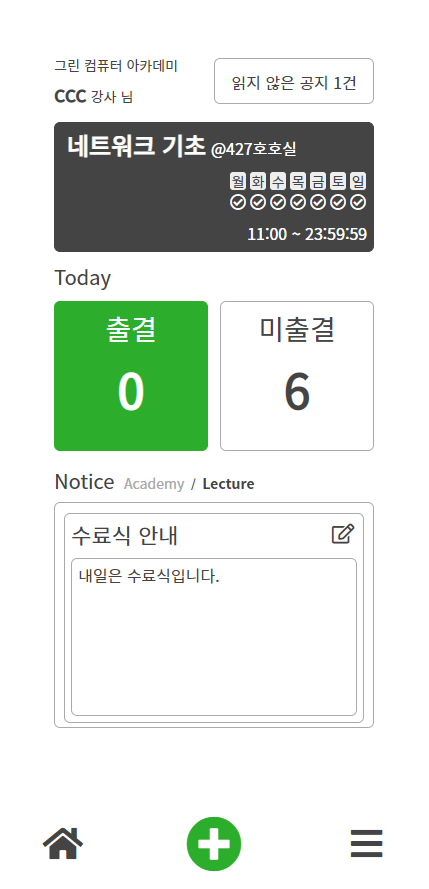 그린 컴퓨터 아카데미
CCC 강사 님
읽지 않은 공지 1건
네트워크 기초 @427호호실
월 화 수 목 금 토 일
11:00 ~ 23:59:59
Today
출결
0
미출결
6
Notice Academy / Lecture
수료식 안내
내일은 수료식입니다.